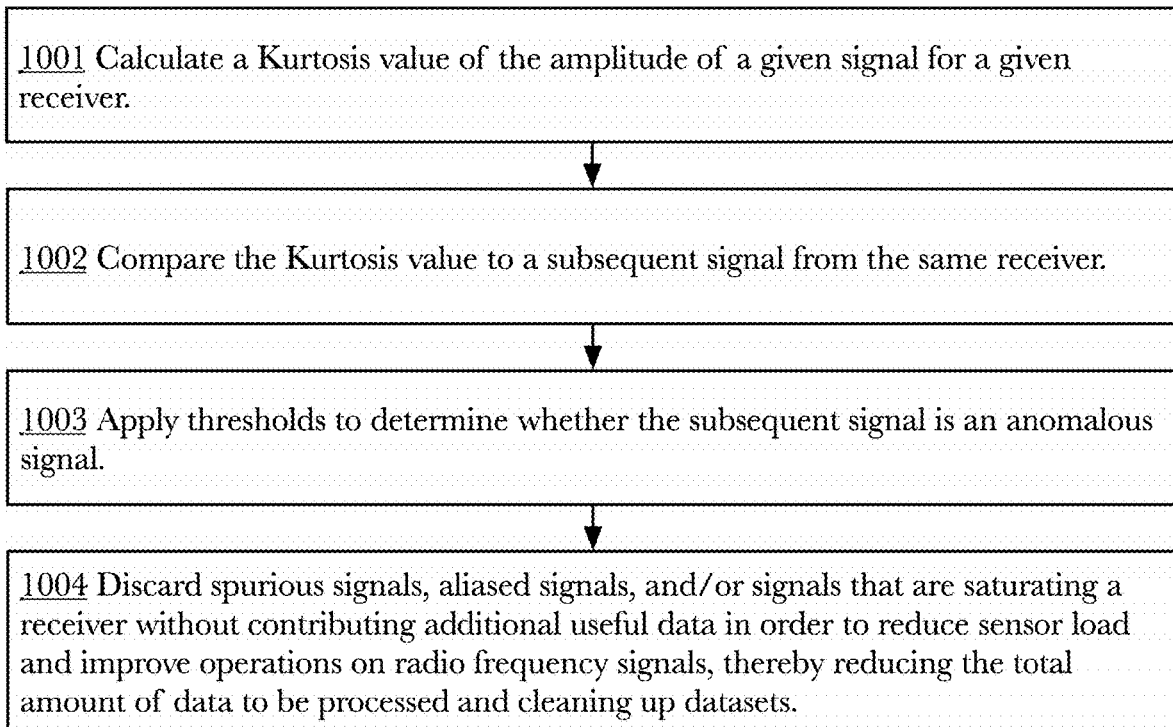 1001 Calculate a Kurtosis value of the amplitude of a given signal for a given
receiver.
1002 Compare the Kurtosis value to a subsequent signal from the same receiver.
1003 Apply thresholds to determine whether the subsequent signal is an anomalous
signal.
1004 Discard spurious signals, aliased signals, and/or signals that are saturating a
receiver without contributing additional useful data in order to reduce sensor load
and improve operations on radio frequency signals, thereby reducing the total
amount of data to be processed and cleaning up datasets.